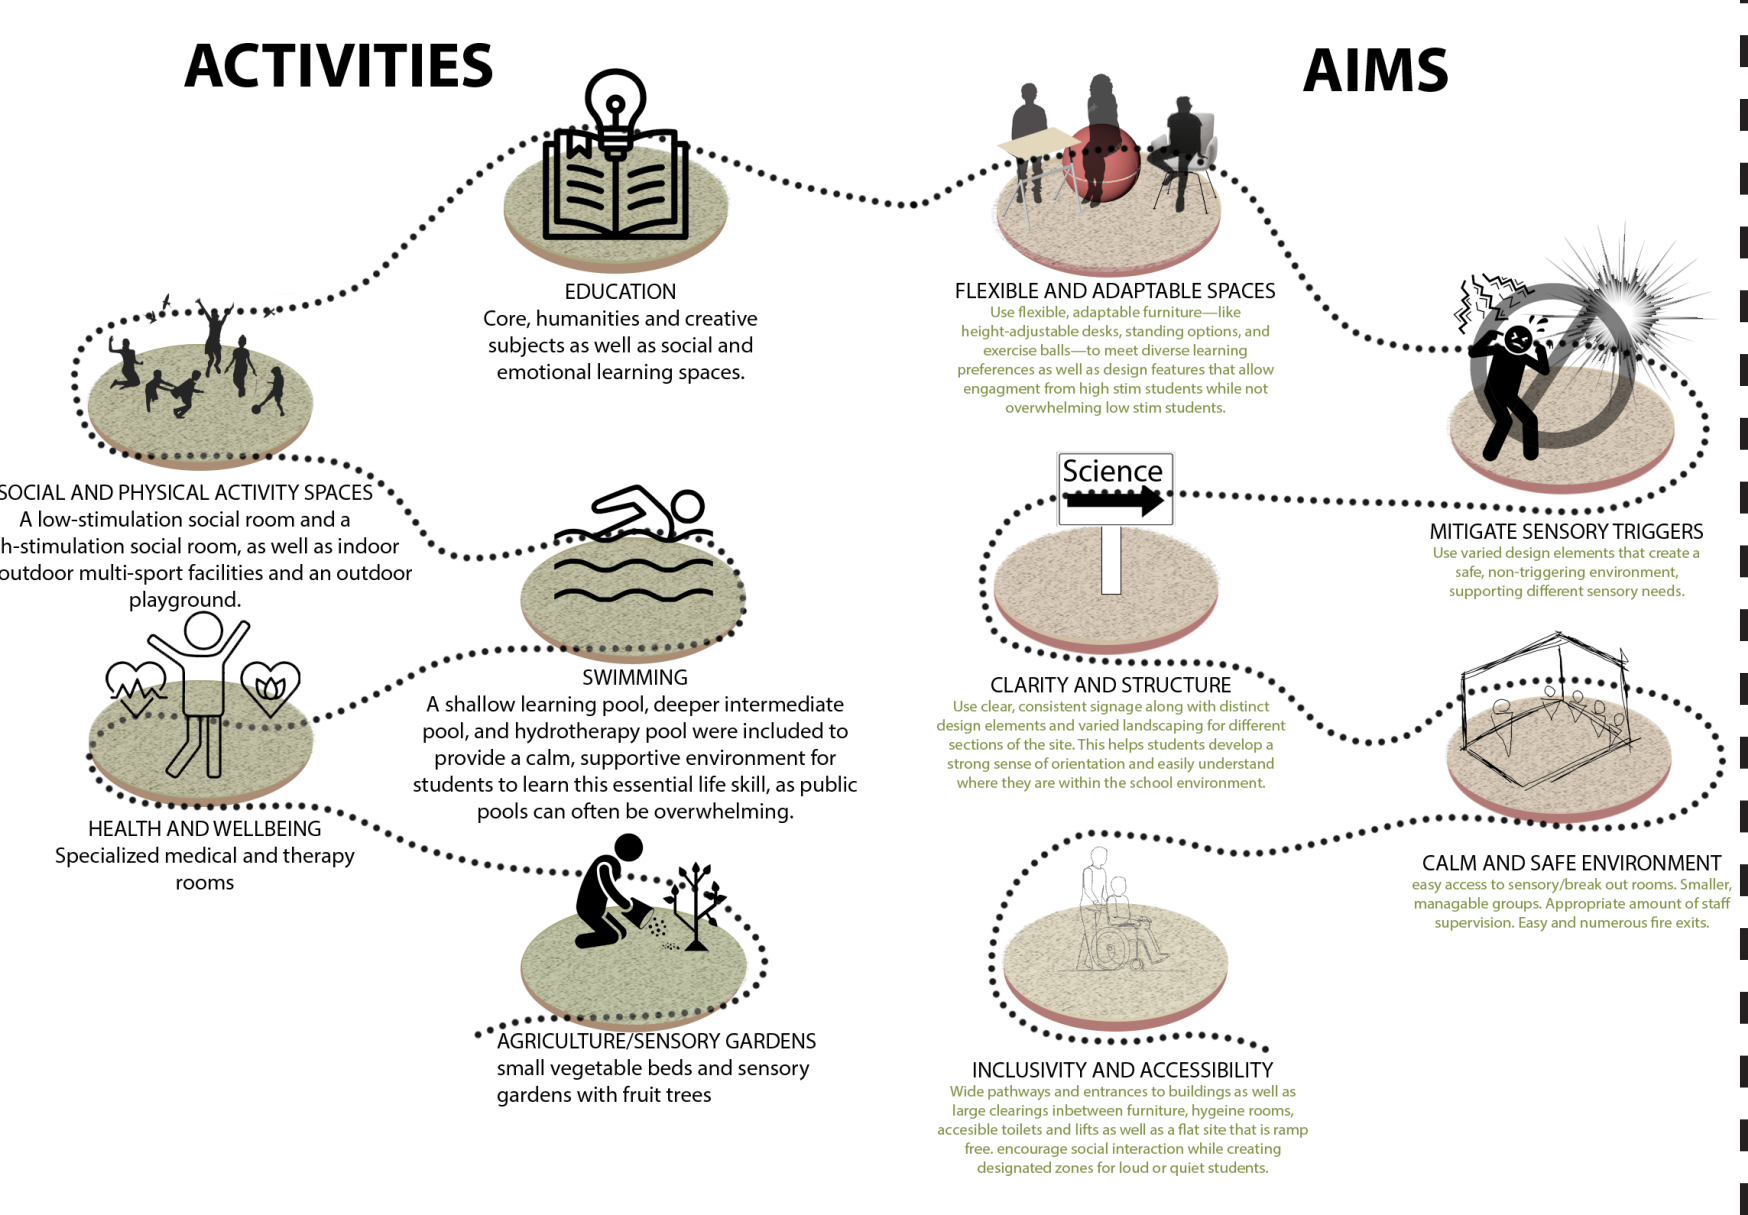 ACTIVITIES
EDUCATION
Core, humanities and creative
subjects as well as social and
emotional learning spaces.
SOCIAL AND PHYSICAL ACTIVITY SPACES
A low-stimulation social room and a
h-stimulation social room, as well as indoor
outdoor multi-sport facilities and an outdoor
playground.
SWIMMING
A shallow learning pool, deeper intermediate
pool, and hydrotherapy pool were included to
provide a calm, supportive environment for
students to learn this essential life skill, as public
pools can often be overwhelming.
HEALTH AND WELLBEING
Specialized medical and therapy
rooms
AGRICULTURE/SENSORY GARDENS
small vegetable beds and sensory
gardens with fruit trees
AIMS
FLEXIBLE AND ADAPTABLE SPACES
Use flexible, adaptable furniture—like
height-adjustable desks, standing options, and
exercise balls—to meet diverse learning
preferences as well as design features that allow
engagment from high stim students while not
overwhelming low stim students.
MITIGATE SENSORY TRIGGERS
Use varied design elements that create a
safe, non-triggering environment,
supporting different sensory needs.
Science
CLARITY AND STRUCTURE
Use clear, consistent signage along with distinct
design elements and varied landscaping for different
sections of the site. This helps students develop a
strong sense of orientation and easily understand
where they are within the school environment.
CALM AND SAFE ENVIRONMENT
easy access to sensory/break out rooms. Smaller,
managable groups. Appropriate amount of staff
supervision. Easy and numerous fire exits.
INCLUSIVITY AND ACCESSIBILITY
Wide pathways and entrances to buildings as well as
large clearings inbetween furniture, hygeine rooms,
accesible toilets and lifts as well as a flat site that is ramp
free. encourage social interaction while creating
designated zones for loud or quiet students.